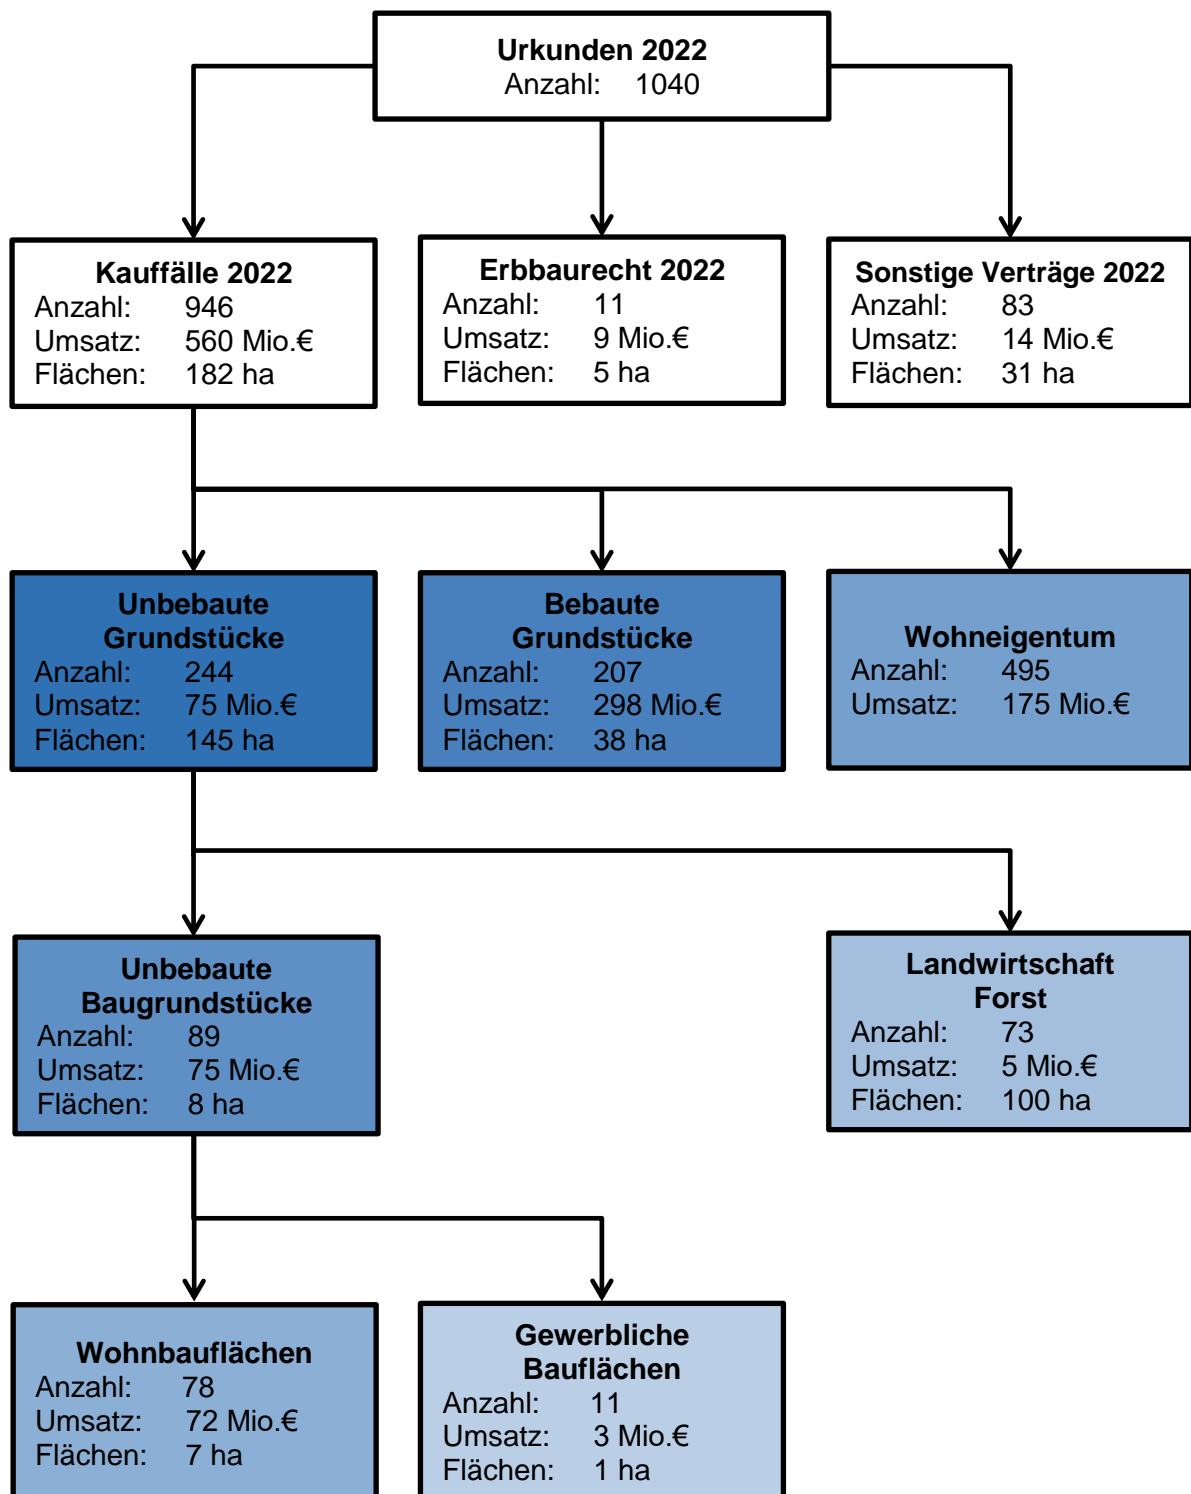 Urkunden 2022
Anzahl: 1040
Kauffälle 2022
Anzahl: 946
Umsatz: 560 Mio.€
Flächen: 182 ha
Erbbaurecht 2022
Anzahl: 11
Umsatz: 9 Mio.€
Flächen: 5 ha
Sonstige Verträge 2022
Anzahl: 83
Umsatz: 14 Mio.€
Flächen: 31 ha
Unbebaute
Grundstücke
Anzahl: 244
Umsatz: 75 Mio.€
Flächen: 145 ha
Bebaute
Grundstücke
Anzahl: 207
Umsatz: 298 Mio.€
Flächen: 38 ha
Wohneigentum
Anzahl: 495
Umsatz: 175 Mio.€
Unbebaute
Baugrundstücke
Anzahl: 89
Umsatz: 75 Mio.€
Flächen: 8 ha
Landwirtschaft
Forst
Anzahl: 73
Umsatz: 5 Mio.€
Flächen: 100 ha
Wohnbauflächen
Anzahl: 78
Umsatz: 72 Mio.€
Flächen: 7 ha
Gewerbliche
Bauflächen
Anzahl: 11
Umsatz: 3 Mio.€
Flächen: 1 ha